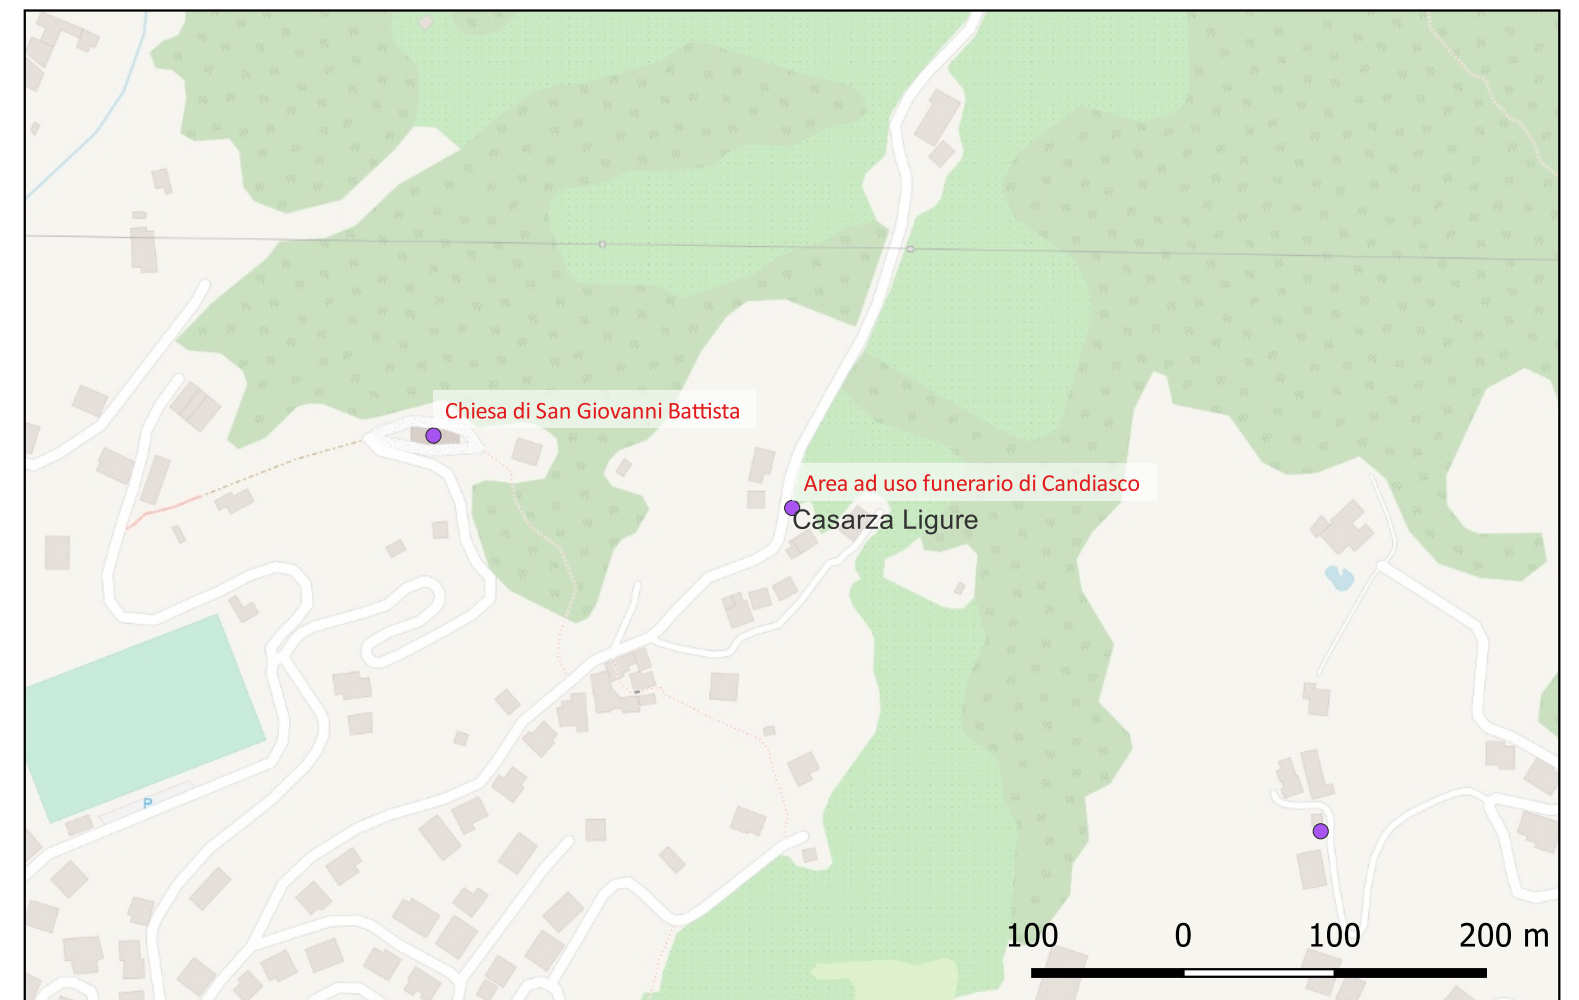 Chiesa di San Giovanni Battista
Area ad uso funerario di Candiasco
Casarza Ligure
P
100 0 100 200 m